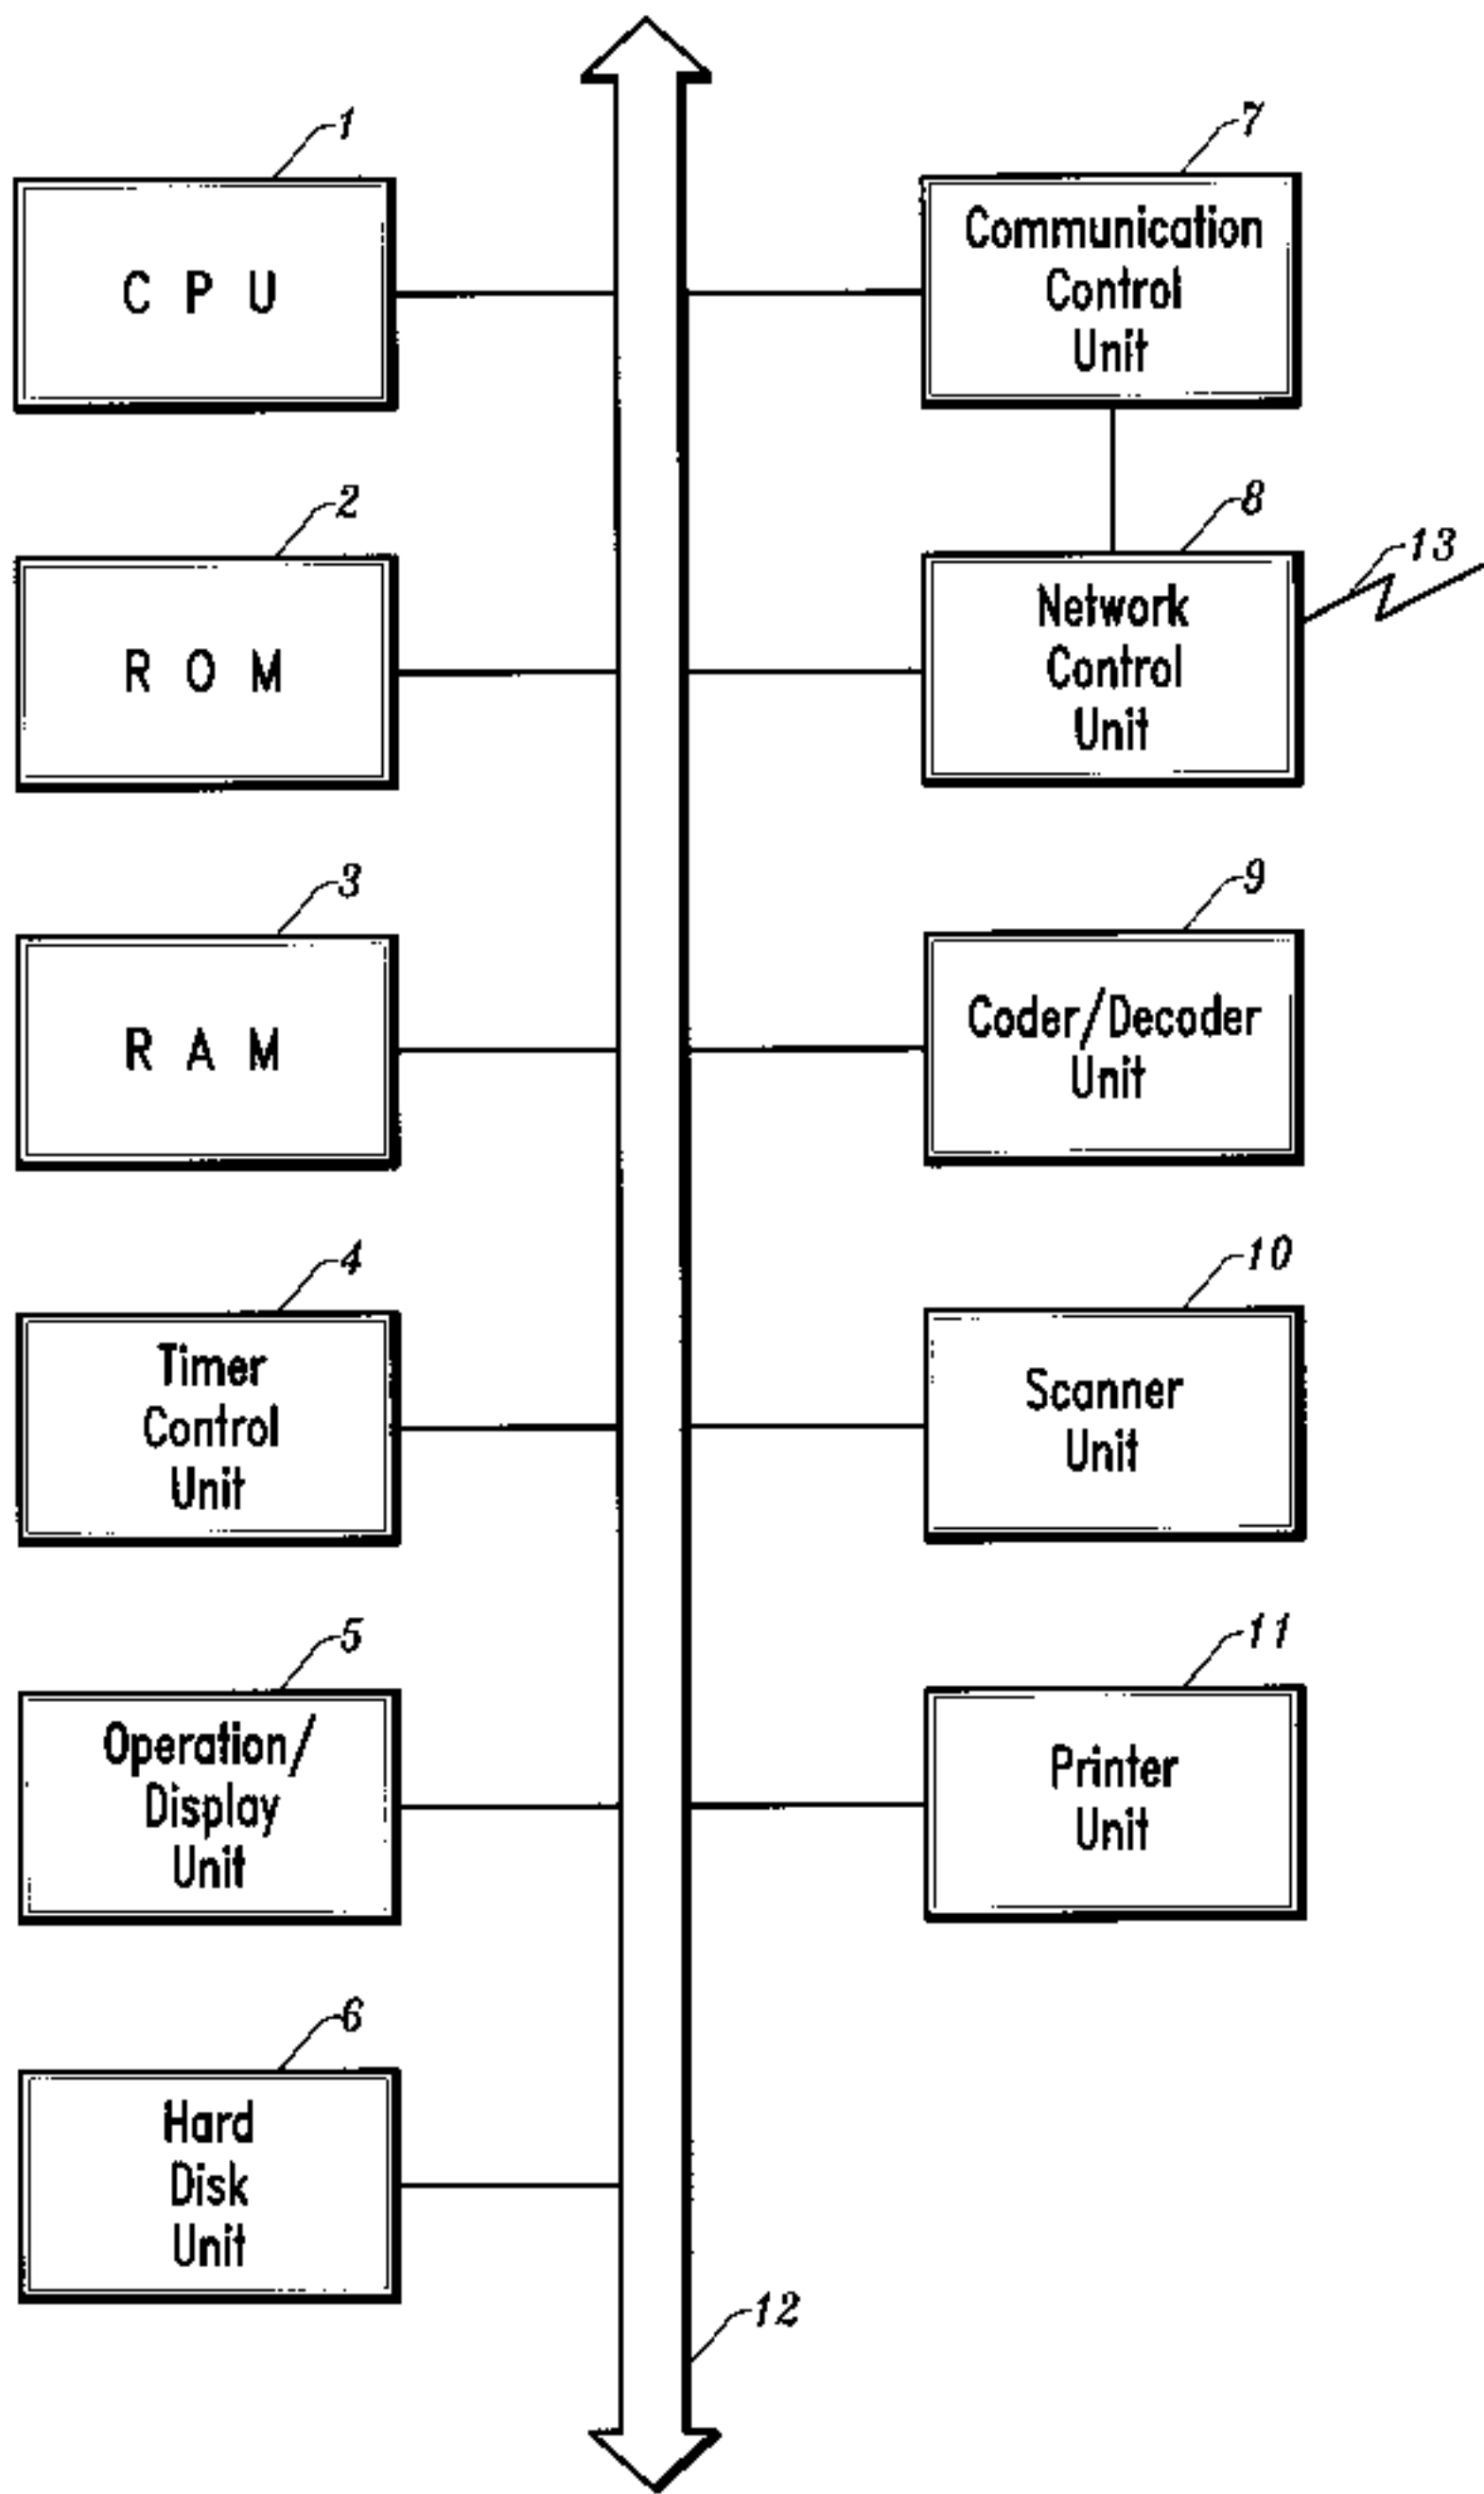 1
C P U
2
R O M
3
R A M
4
Timer
Control
Unit
5
Operation/
Display
Unit
6
Hard
Disk
Unit
7
Communication
Control
Unit
8
Network
Control
Unit
13
9
Coder/Decoder
Unit
10
Scanner
Unit
11
Printer
Unit
12